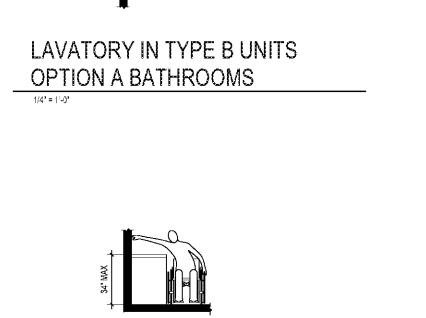 LAVATORY IN TYPE B UNITS
OPTION A BATHROOMS
1/4" = 1'-0"
34" MAX